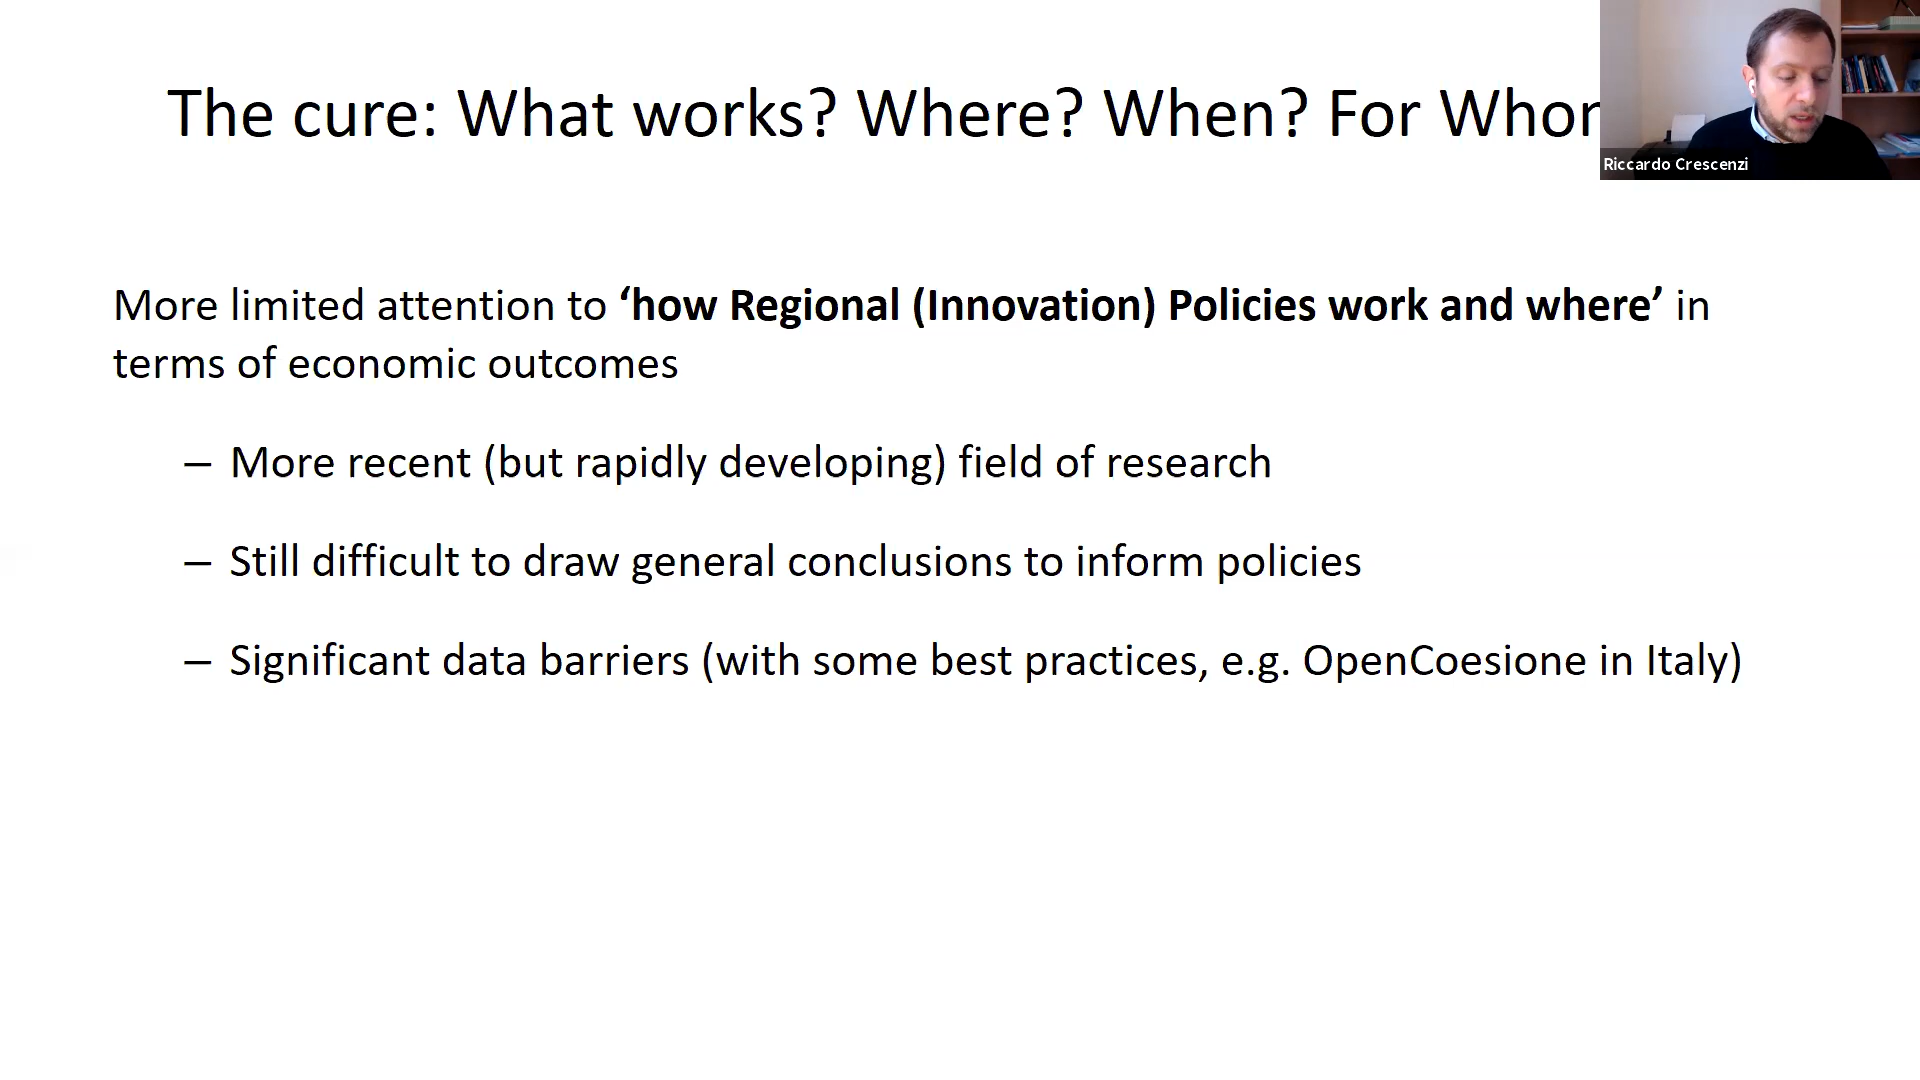 The cure: What works? Where? When? For Whom
Riccardo Crescenzi
More limited attention to ‘how Regional (Innovation) Policies work and where’ in
terms of economic outcomes
– More recent (but rapidly developing) field of research
– Still difficult to draw general conclusions to inform policies
– Significant data barriers (with some best practices, e.g. OpenCoesione in Italy)